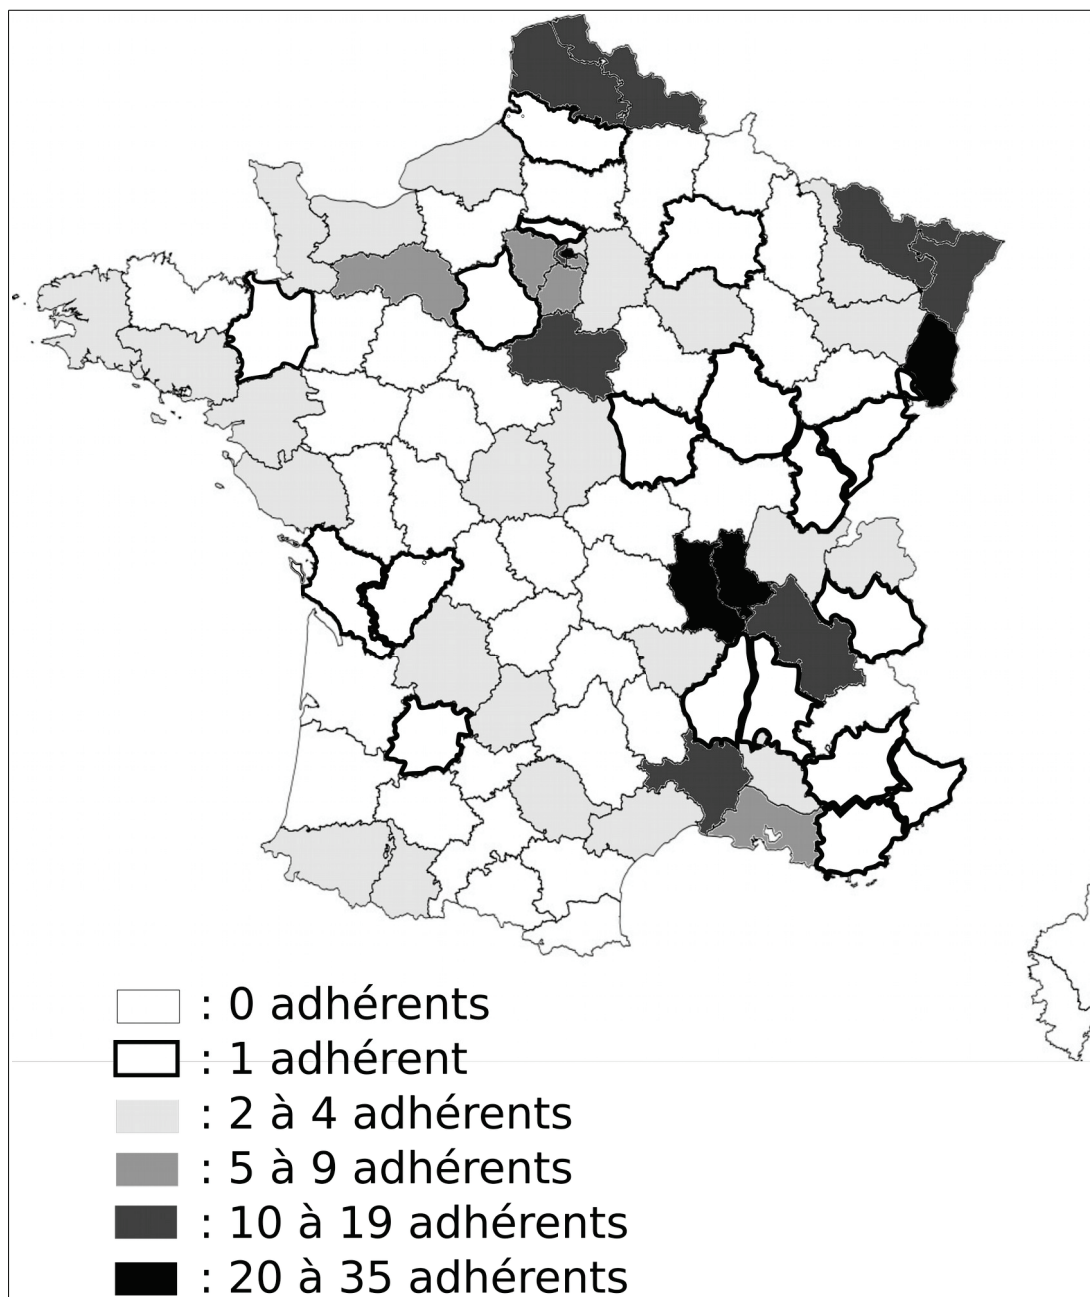 : 0 adhérents
: 1 adhérent
: 2 à 4 adhérents
: 5 à 9 adhérents
: 10 à 19 adhérents
: 20 à 35 adhérents